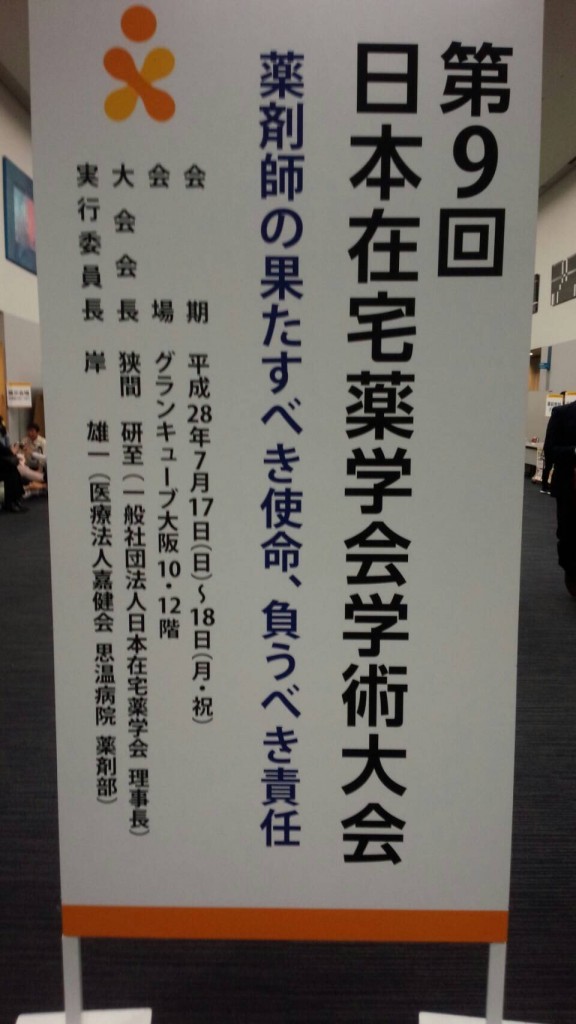 第9回
日本在宅薬学会学術大会
薬剤師の果たすべき使命、負うべき責任
会期 平成28年7月17日(日)～18日(月・祝)
会場 グランキューブ大阪 10・12階
大会会長 狭間 研至(一般社団法人日本在宅薬学会 理事長)
実行委員長 岸 雄一(医療法人嘉健会 思温病院 薬剤部)